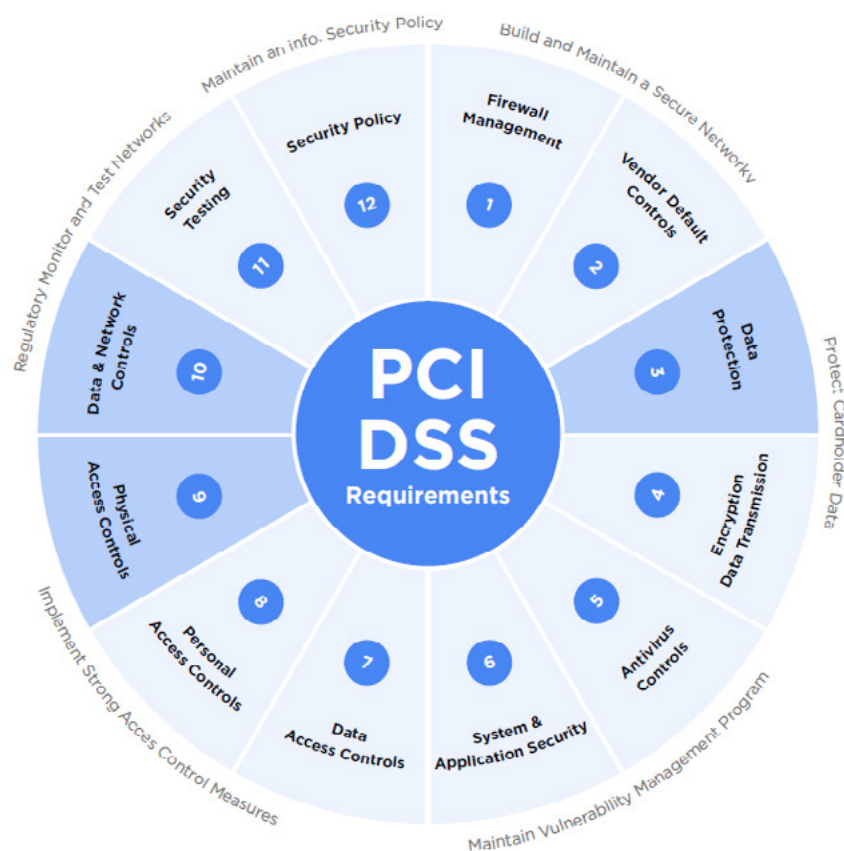 PCI
DSS
Requirements
Build and Maintain a Secure Networkv
Firewall
Management
1
Vendor Default
Controls
2
Protect Cardholder Data
Data
Protection
3
Encryption
Data Transmission
4
Maintain Vulnerability Management Program
Antivirus
Controls
5
System &
Application Security
6
Implement Strong Acces Control Measures
Data
Access Controls
7
Personal
Access Controls
8
Physical
Access Controls
9
Regulatory Monitor and Test Networks
Data & Network
Controls
10
Security
Testing
11
Maintain an info. Security Policy
Security Policy
12